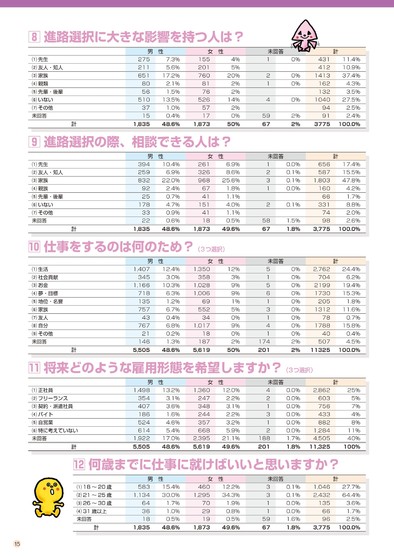 8 進路選択に大きな影響を持つ人は？
男 性 女 性 未回答 計
(1) 先生 275 7.3% 155 4% 1 0% 431 11.4%
(2) 友人・知人 211 5.6% 201 5% 412 10.9%
(3) 家族 651 17.2% 760 20% 2 0% 1413 37.4%
(4) 親類 80 2.1% 81 2% 1 0% 162 4.3%
(5) 先輩・後輩 56 1.5% 76 2% 132 3.5%
(6) いない 510 13.5% 526 14% 4 0% 1040 27.5%
(7) その他 37 1.0% 57 2% 94 2.5%
未回答 15 0.4% 17 0% 59 2% 91 2.4%
計 1,835 48.6% 1,873 50% 67 2% 3775 100.0%
9 進路選択の際、相談できる人は？
男 性 女 性 未回答 計
(1) 先生 394 10.4% 261 6.9% 1 0.0% 656 17.4%
(2) 友人・知人 259 6.9% 326 8.6% 2 0.1% 587 15.5%
(3) 家族 832 22.0% 968 25.6% 3 0.1% 1803 47.8%
(4) 親類 92 2.4% 67 1.8% 1 0.0% 160 4.2%
(5) 先輩・後輩 25 0.7% 41 1.1% 66 1.7%
(6) いない 178 4.7% 151 4.0% 2 0.1% 331 8.8%
(7) その他 33 0.9% 41 1.1% 74 2.0%
未回答 22 0.6% 18 0.5% 58 1.5% 98 2.6%
計 1,835 48.6% 1,873 49.6% 67 1.8% 3,775 100.0%
10 仕事をするのは何のため？（3つ選択）
男 性 女 性 未回答 計
(1) 生活 1,407 12.4% 1,350 12% 5 0% 2,762 24.4%
(2) 社会貢献 345 3.0% 358 3% 1 0% 704 6.2%
(3) お金 1,166 10.3% 1,028 9% 5 0% 2199 19.4%
(4) 夢・目標 718 6.3% 1,006 9% 6 0% 1730 15.3%
(5) 地位・名誉 135 1.2% 69 1% 1 0% 205 1.8%
(6) 家族 757 6.7% 552 5% 3 0% 1312 11.6%
(7) 友人 43 0.4% 34 0% 1 0% 78 0.7%
(8) 自分 767 6.8% 1,017 9% 4 0% 1788 15.8%
(9) その他 21 0.2% 18 0% 1 0% 40 0.4%
未回答 146 1.3% 187 2% 174 2% 507 4.5%
計 5,505 48.6% 5,619 50% 201 2% 11325 100%
11 将来どのような雇用形態を希望しますか？（3つ選択）
男 性 女 性 未回答 計
(1) 正社員 1,498 13.2% 1,360 12.0% 4 0.0% 2,862 25%
(2) フリーランス 354 3.1% 247 2.2% 2 0.0% 603 5%
(3) 契約・派遣社員 407 3.6% 348 3.1% 1 0.0% 756 7%
(4) バイト 186 1.6% 244 2.2% 3 0.0% 433 4%
(5) 自営業 524 4.6% 357 3.2% 1 0.0% 882 8%
(6) 特に考えていない 614 5.4% 668 5.9% 2 0.0% 1,284 11%
未回答 1,922 17.0% 2,395 21.1% 188 1.7% 4,505 40%
計 5,505 48.6% 5,619 49.6% 201 1.8% 11,325 100%
12 何歳までに仕事に就けばいいと思いますか？
男 性 女 性 未回答 計
(1) 18～20歳 583 15.4% 460 12.2% 3 0.1% 1,046 27.7%
(2) 21～25歳 1,134 30.0% 1,295 34.3% 3 0.1% 2,432 64.4%
(3) 26～30歳 64 1.7% 70 1.9% 1 0.0% 135 3.6%
(4) 31歳以上 36 1.0% 29 0.8% 1 0.0% 66 1.7%
未回答 18 0.5% 19 0.5% 59 1.6% 96 2.5%
計 1,835 48.6% 1,873 49.6% 67 1.8% 3,775 100.0%
15